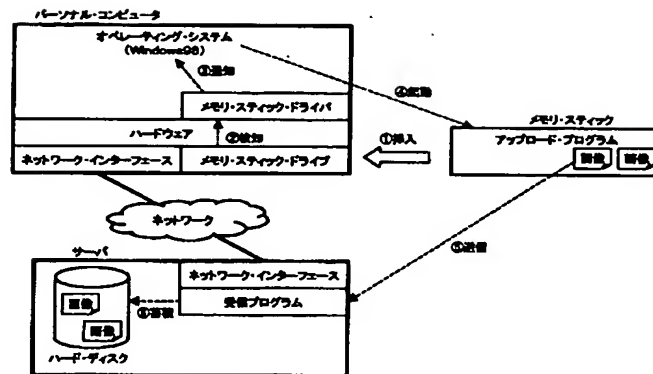 パーソナル・コンピュータ
オペレーティング・システム
(Windows98)
③通知
④起動
メモリ・スティック・ドライバ
ハードウェア
②検知
①挿入
メモリ・スティック
アップロード・プログラム
画像
画像
ネットワーク・インターフェース
メモリ・スティック・ドライブ
ネットワーク
⑤送信
サーバ
ネットワーク・インターフェース
受信プログラム
画像
⑥蓄積
画像
ハード・ディスク